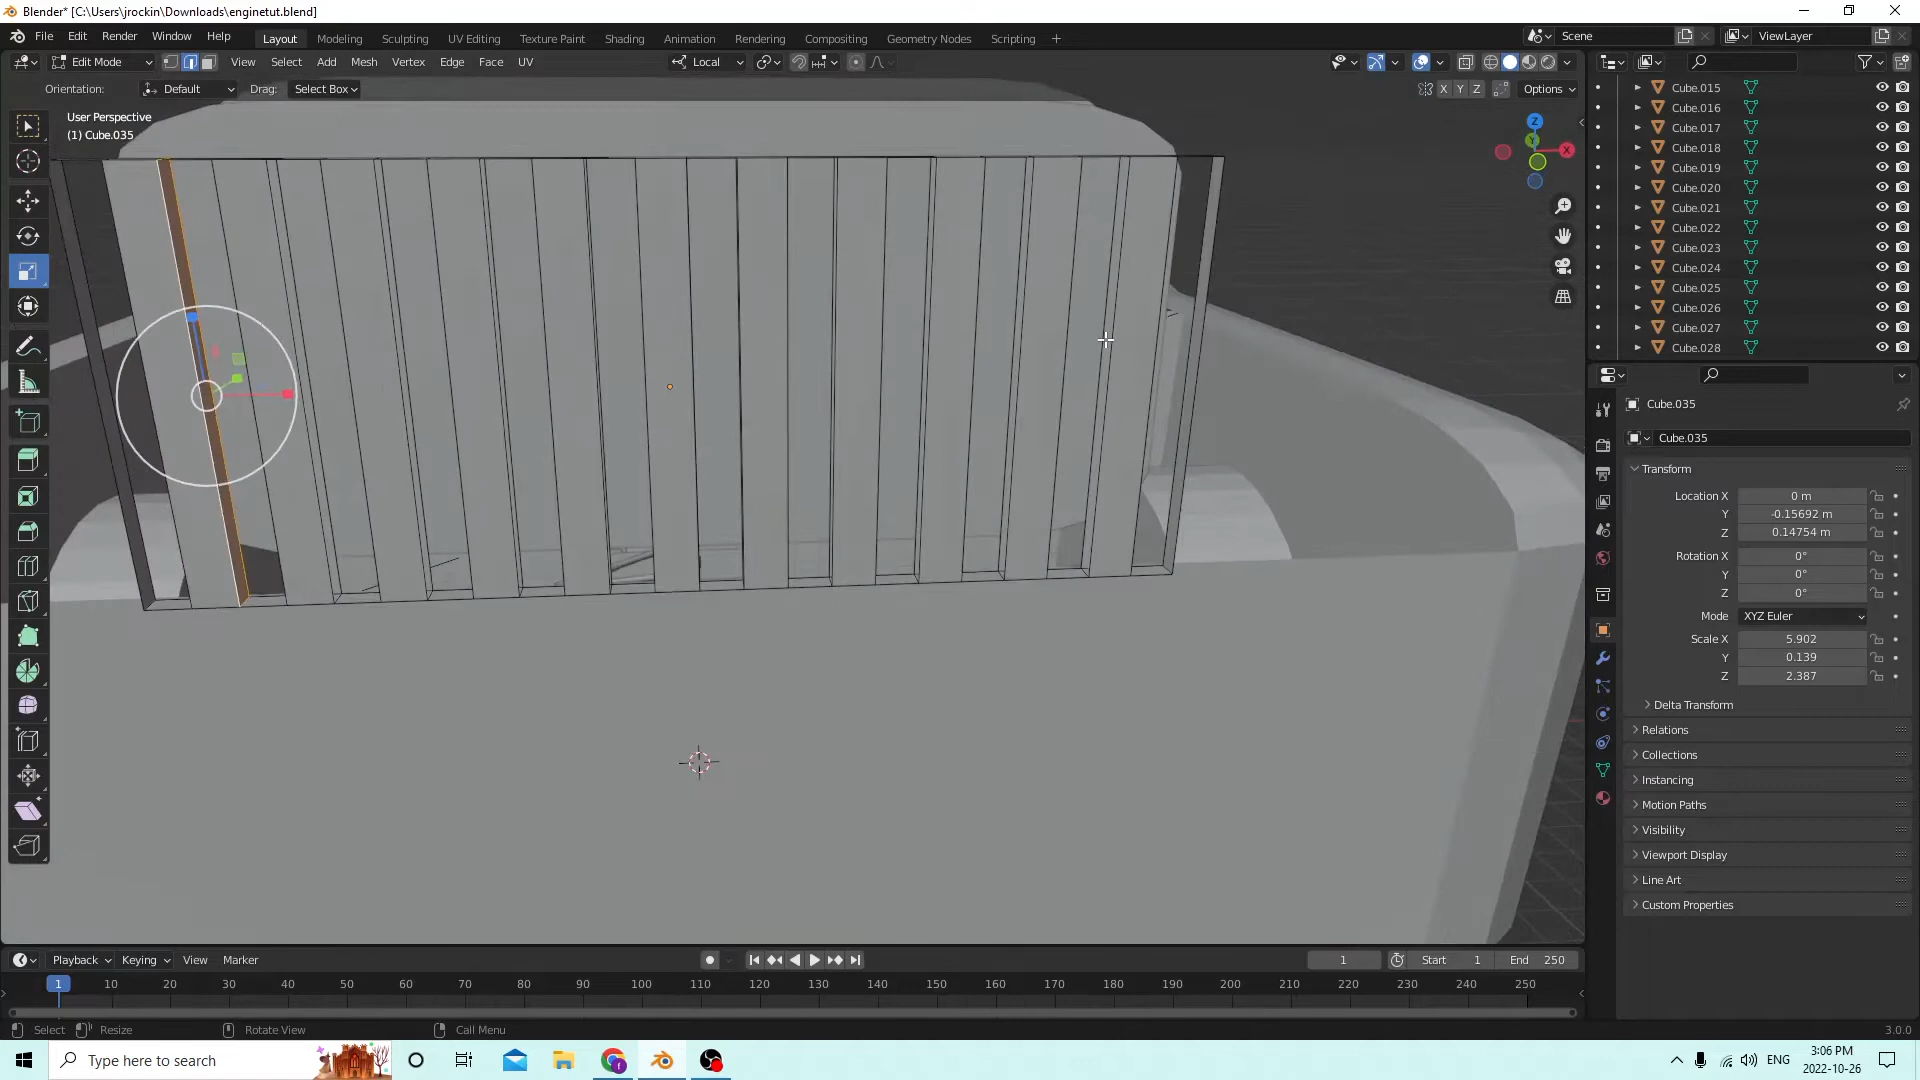 Blender* [C:\Users\jrockin\Downloads\enginetut.blend]
File Edit Render Window Help Layout Modeling Sculpting UV Editing Texture Paint Shading Animation Rendering Compositing Geometry Nodes Scripting + Scene ViewLayer
Edit Mode View Select Add Mesh Vertex Edge Face UV Local
Orientation: Default Drag: Select Box X Y Z Options
User Perspective
(1) Cube.035
Z
X
Cube.015
Cube.016
Cube.017
Cube.018
Cube.019
Cube.020
Cube.021
Cube.022
Cube.023
Cube.024
Cube.025
Cube.026
Cube.027
Cube.028
Cube.035
Cube.035
Transform
Location X 0 m
Y -0.15692 m
Z 0.14754 m
Rotation X 0°
Y 0°
Z 0°
Mode XYZ Euler
Scale X 5.902
Y 0.139
Z 2.387
Delta Transform
Relations
Collections
Instancing
Motion Paths
Visibility
Viewport Display
Line Art
Custom Properties
Playback Keying View Marker 1 Start 1 End 250
1 10 20 30 40 50 60 70 80 90 100 110 120 130 140 150 160 170 180 190 200 210 220 230 240 250
Select Resize Rotate View Call Menu 3.0.0
Type here to search ENG 3:06 PM
2022-10-26